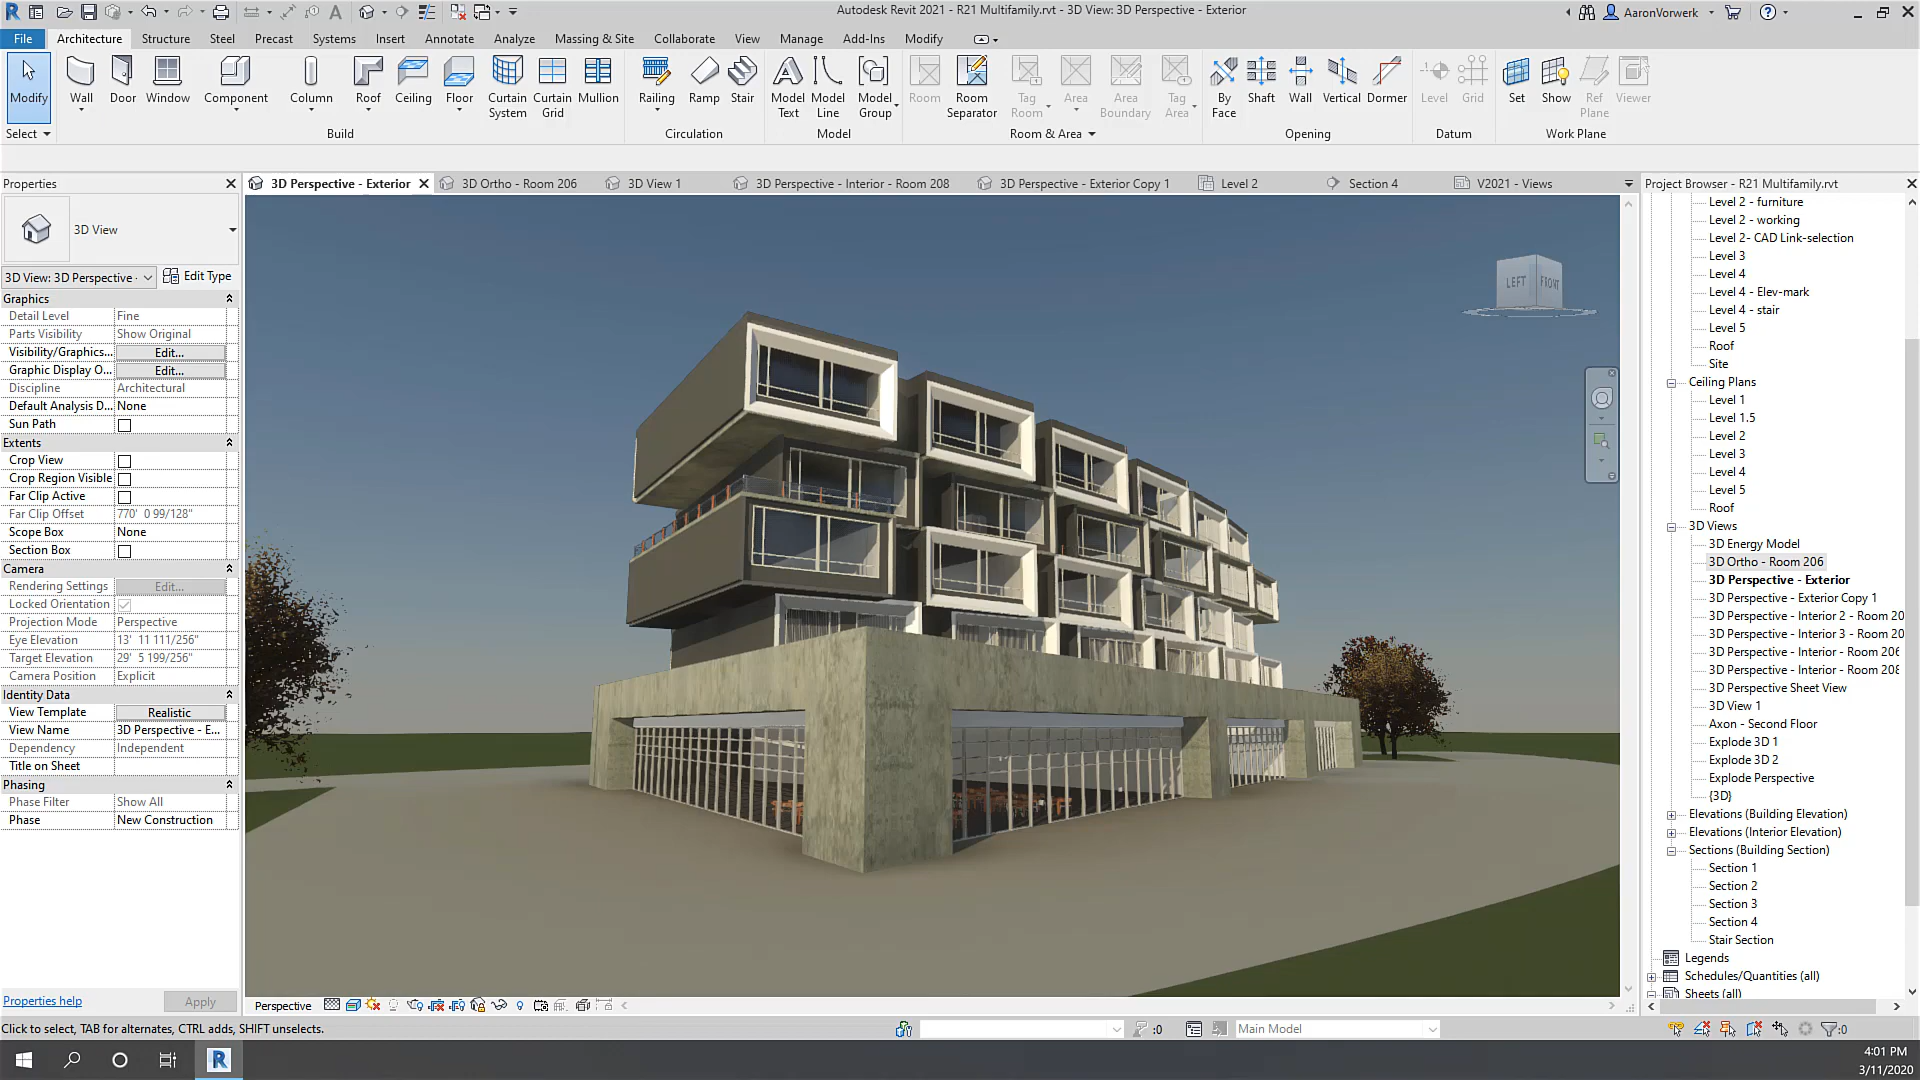 Autodesk Revit 2021 - R21 Multifamily.rvt - 3D View: 3D Perspective - Exterior
AaronVorwerk
File Architecture Structure Steel Precast Systems Insert Annotate Analyze Massing & Site Collaborate View Manage Add-Ins Modify
Modify Wall Door Window Component Column Roof Ceiling Floor Curtain System Curtain Grid Mullion Railing Ramp Stair Model Text Model Line Model Group Room Room Separator Tag Room Area Area Boundary Tag Area By Face Shaft Wall Vertical Dormer Level Grid Set Show Ref Plane Viewer
Select Build Circulation Model Room & Area Opening Datum Work Plane
Properties
3D Perspective - Exterior 3D Ortho - Room 206 3D View 1 3D Perspective - Interior - Room 208 3D Perspective - Exterior Copy 1 Level 2 Section 4 V2021 - Views
3D View
3D View: 3D Perspective - Edit Type
Graphics
Detail Level Fine
Parts Visibility Show Original
Visibility/Graphics... Edit...
Graphic Display O... Edit...
Discipline Architectural
Default Analysis D... None
Sun Path
Extents
Crop View
Crop Region Visible
Far Clip Active
Far Clip Offset 770' 0 99/128"
Scope Box None
Section Box
Camera
Rendering Settings Edit...
Locked Orientation
Projection Mode Perspective
Eye Elevation 13' 11 111/256"
Target Elevation 29' 5 199/256"
Camera Position Explicit
Identity Data
View Template Realistic
View Name 3D Perspective - E...
Dependency Independent
Title on Sheet
Phasing
Phase Filter Show All
Phase New Construction
Properties help Apply
LEFT FRONT
Project Browser - R21 Multifamily.rvt
Level 2 - furniture
Level 2 - working
Level 2- CAD Link-selection
Level 3
Level 4
Level 4 - Elev-mark
Level 4 - stair
Level 5
Roof
Site
Ceiling Plans
Level 1
Level 1.5
Level 2
Level 3
Level 4
Level 5
Roof
3D Views
3D Energy Model
3D Ortho - Room 206
3D Perspective - Exterior
3D Perspective - Exterior Copy 1
3D Perspective - Interior 2 - Room 20
3D Perspective - Interior 3 - Room 20
3D Perspective - Interior - Room 206
3D Perspective - Interior - Room 208
3D Perspective Sheet View
3D View 1
Axon - Second Floor
Explode 3D 1
Explode 3D 2
Explode Perspective
{3D}
Elevations (Building Elevation)
Elevations (Interior Elevation)
Sections (Building Section)
Section 1
Section 2
Section 3
Section 4
Stair Section
Legends
Schedules/Quantities (all)
Sheets (all)
Perspective
Click to select, TAB for alternates, CTRL adds, SHIFT unselects.
:0
Main Model
:0
4:01 PM
3/11/2020